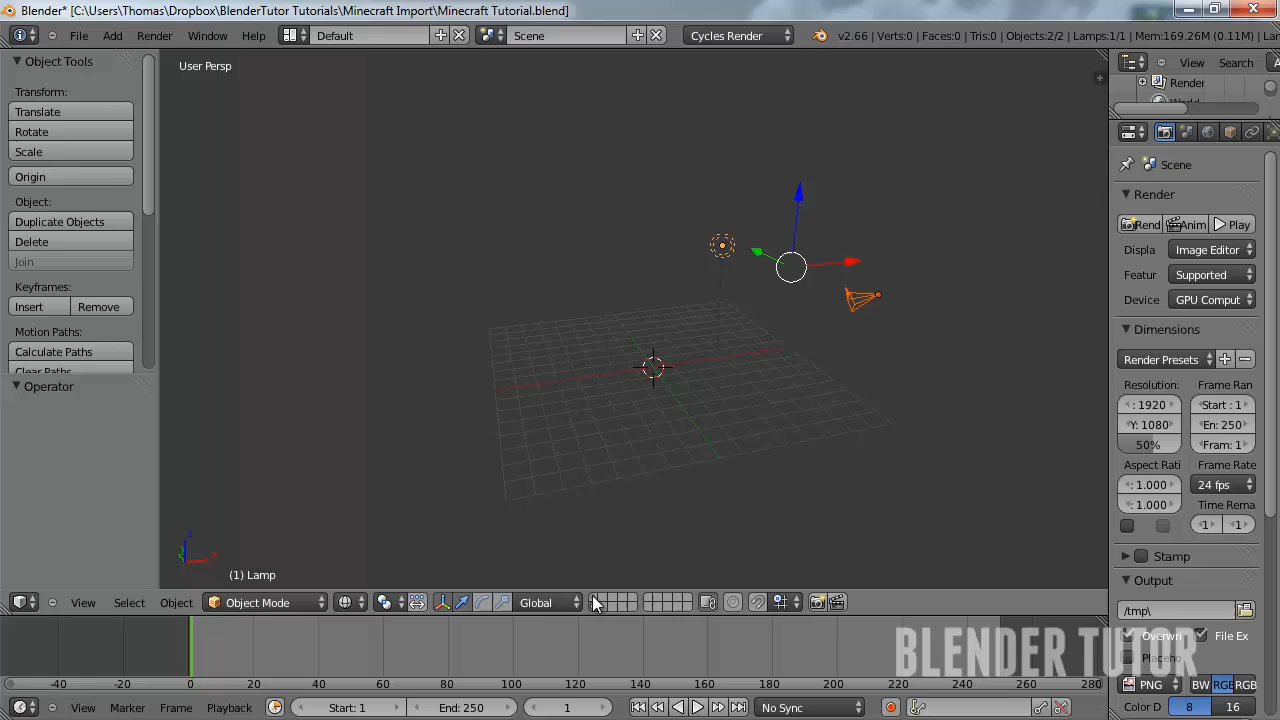 Blender* [C:\Users\Thomas\Dropbox\BlenderTutor Tutorials\Minecraft Import\Minecraft Tutorial.blend]
File Add Render Window Help Default Scene Cycles Render v2.66 | Verts:0 | Faces:0 | Tris:0 | Objects:2/2 | Lamps:1/1 | Mem:169.26M (0.11M) | Lar
Object Tools
User Persp
View Search
Render
Transform:
Translate
Rotate
Scale
Origin
Object:
Duplicate Objects
Delete
Join
Keyframes:
Insert Remove
Motion Paths:
Calculate Paths
Clear Paths
Operator
Scene
Render
Rend Anim Play
Displa Image Editor
Featur Supported
Device GPU Comput
Dimensions
Render Presets
Resolution: Frame Ran
: 1920 Start : 1
Y: 1080 En: 250
50% Fram: 1
Aspect Rati Frame Rate
: 1.000 24 fps
: 1.000 Time Rema
1 1
Stamp
Output
/tmp\
Overwri File Ex
Placeho
PNG BW RGB RGB
Color D 8 16
z
x
(1) Lamp
View Select Object Object Mode Global
BLENDER TUTOR
-40 -20 0 20 40 60 80 100 120 140 160 180 200 220 240 260 280
View Marker Frame Playback Start: 1 End: 250 1 No Sync